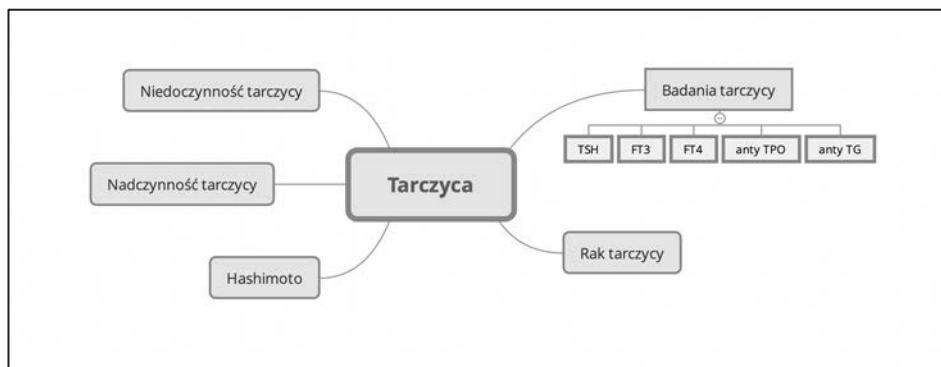 Niedoczynność tarczycy
Badania tarczycy
TSH
FT3
FT4
anty TPO
anty TG
Nadczynność tarczycy
Tarczyca
Hashimoto
Rak tarczycy